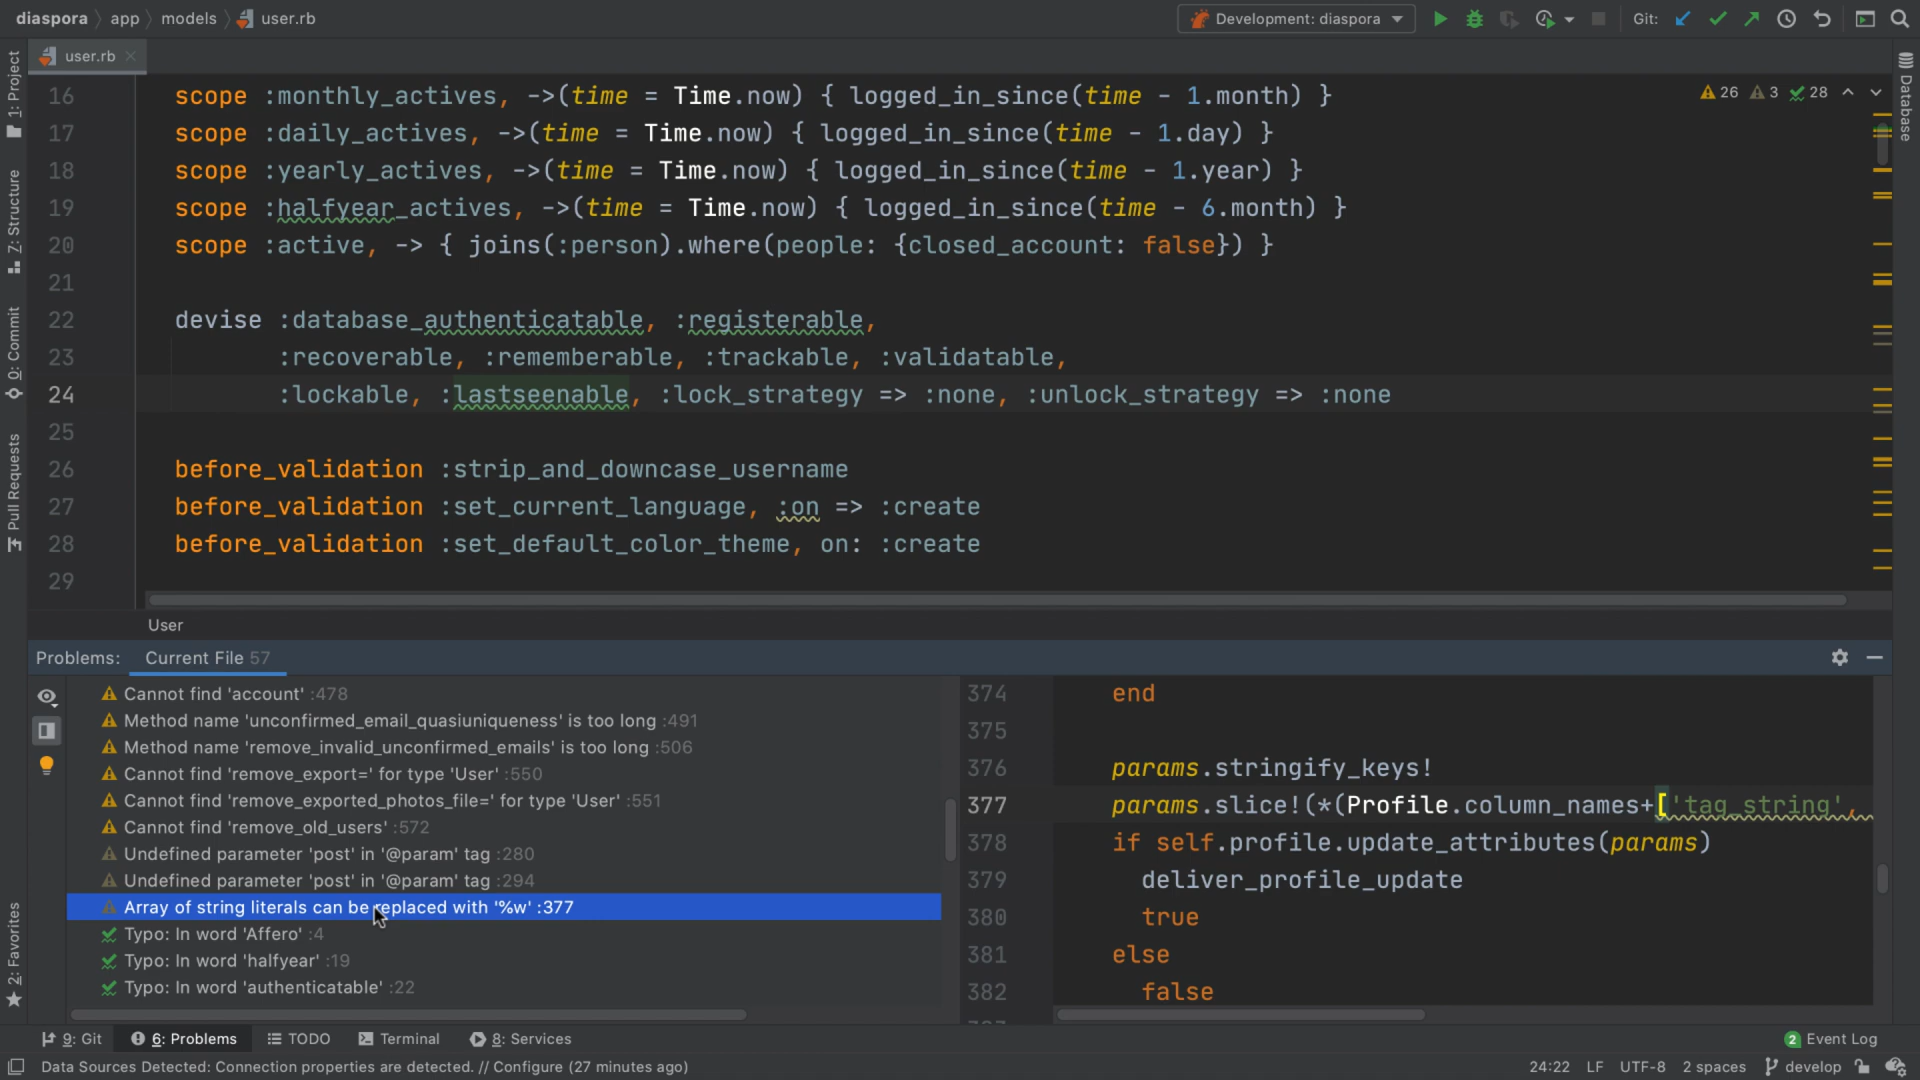 diaspora app models user.rb Development: diaspora Git:
user.rb
1: Project
Z: Structure
0: Commit
Pull Requests
2: Favorites
Database
26 3 28
16 scope :monthly_actives, ->(time = Time.now) { logged_in_since(time - 1.month) }
17 scope :daily_actives, ->(time = Time.now) { logged_in_since(time - 1.day) }
18 scope :yearly_actives, ->(time = Time.now) { logged_in_since(time - 1.year) }
19 scope :halfyear_actives, ->(time = Time.now) { logged_in_since(time - 6.month) }
20 scope :active, -> { joins(:person).where(people: {closed_account: false}) }
21
22 devise :database_authenticatable, :registerable,
23 :recoverable, :rememberable, :trackable, :validatable,
24 :lockable, :lastseenable, :lock_strategy => :none, :unlock_strategy => :none
25
26 before_validation :strip_and_downcase_username
27 before_validation :set_current_language, :on => :create
28 before_validation :set_default_color_theme, on: :create
29
User
Problems: Current File 57
Cannot find 'account' :478
Method name 'unconfirmed_email_quasiuniqueness' is too long :491
Method name 'remove_invalid_unconfirmed_emails' is too long :506
Cannot find 'remove_export=' for type 'User' :550
Cannot find 'remove_exported_photos_file=' for type 'User' :551
Cannot find 'remove_old_users' :572
Undefined parameter 'post' in '@param' tag :280
Undefined parameter 'post' in '@param' tag :294
Array of string literals can be replaced with '%w' :377
Typo: In word 'Affero' :4
Typo: In word 'halfyear' :19
Typo: In word 'authenticatable' :22
374 end
375
376 params.stringify_keys!
377 params.slice!(*(Profile.column_names+['tag_string',
378 if self.profile.update_attributes(params)
379 deliver_profile_update
380 true
381 else
382 false
9: Git 6: Problems TODO Terminal 8: Services 2 Event Log
Data Sources Detected: Connection properties are detected. // Configure (27 minutes ago) 24:22 LF UTF-8 2 spaces develop